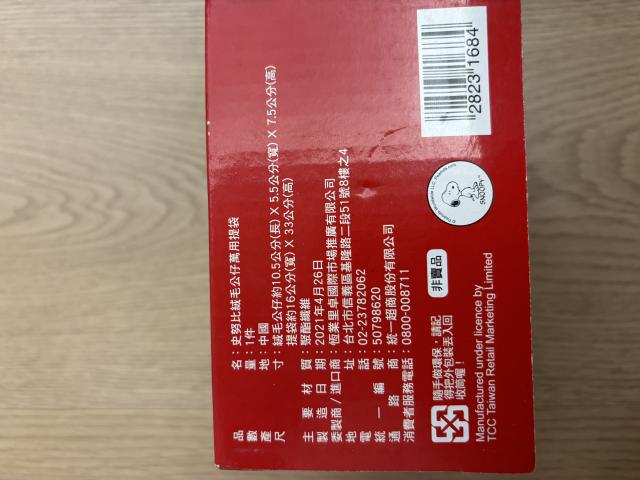 品名：史努比絨毛公仔萬用提袋
數量：1件
產地：中國
尺寸：絨毛公仔約10.5公分(長) X 5.5公分(寬) X 7.5公分(高)
提袋約16公分(寬) X 33公分(高)
主要材質：聚酯纖維
製造日期：2021年4月26日
委製商/進口商：恆業里卓國際市場推廣有限公司
地址：台北市信義區基隆路二段51號8樓之4
電話：02-23782062
統一編號：50798620
通路商：統一超商股份有限公司
消費者服務電話：0800-008711
隨手做環保，請記
得把外包裝丟入回
收筒喔！
非賣品
Manufactured under licence by
TCC Taiwan Retail Marketing Limited
SNOOPY™
2823 1684